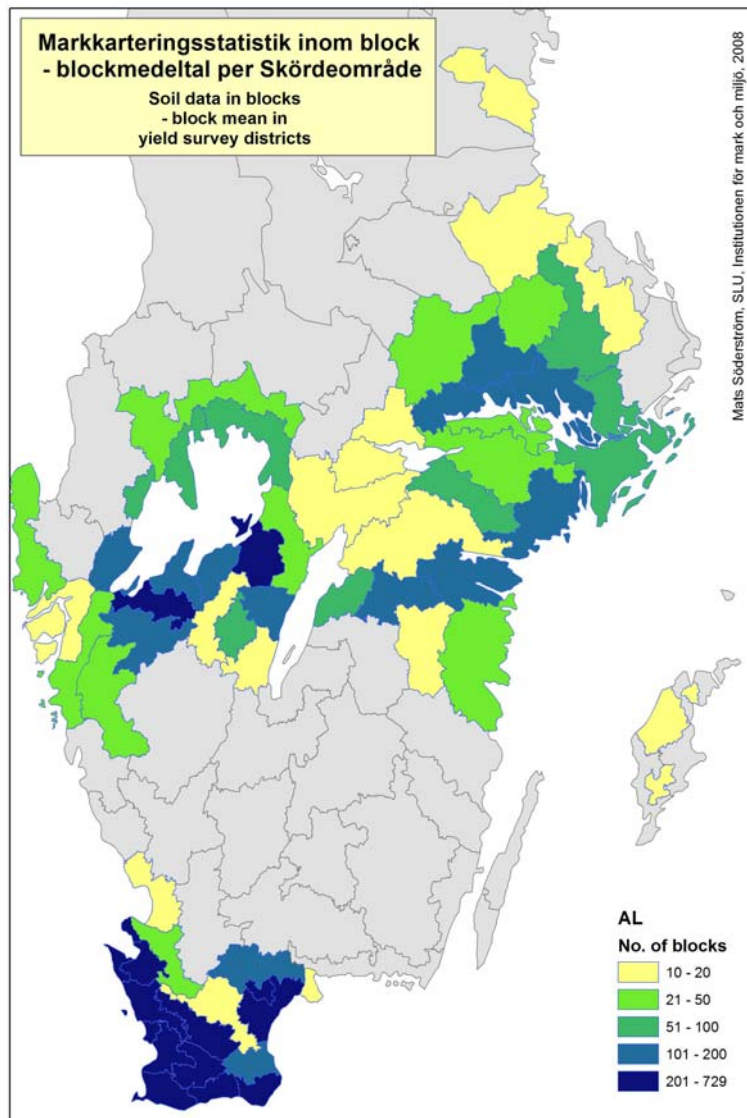 Markkarteringsstatistik inom block
- blockmedeltal per Skördeområde
Soil data in blocks
- block mean in
yield survey districts
Mats Söderström, SLU, Institutionen för mark och miljö, 2008
AL
No. of blocks
10 - 20
21 - 50
51 - 100
101 - 200
201 - 729